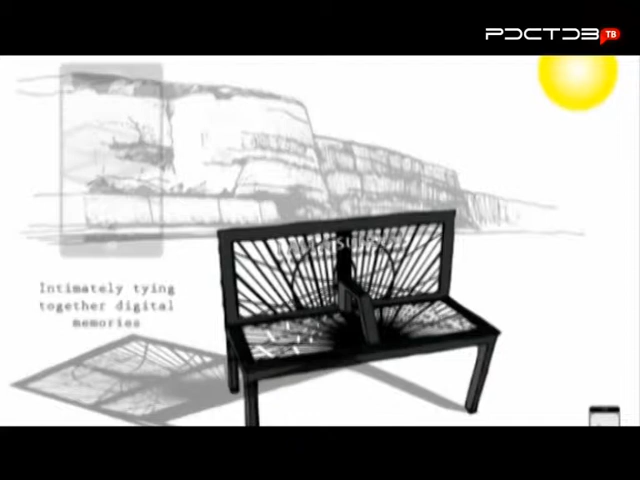 РОСТОВ ТВ
Intimately tying
together digital
memories